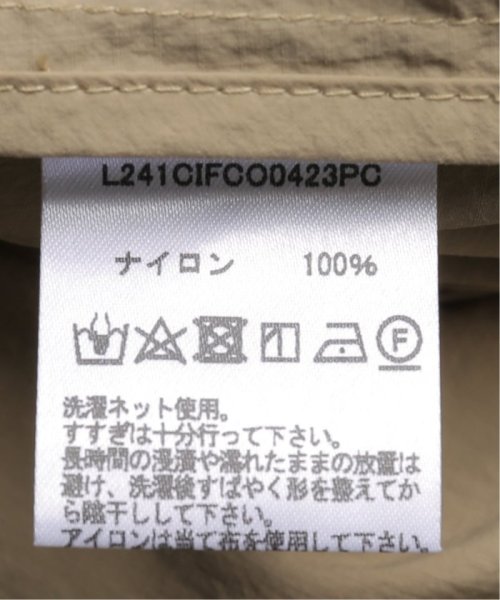 L241CIFCO0423PC
ナイロン 100%
F
洗濯ネット使用。
すすぎは十分行って下さい。
長時間の浸漬や濡れたままの放置は
避け、洗濯後すばやく形を整えてか
ら陰干しして下さい。
アイロンは当て布を使用して下さい。